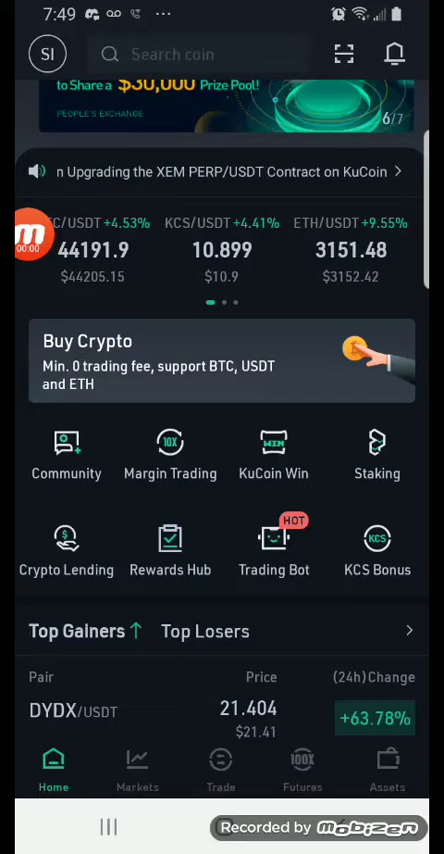 7:49
SI
Search coin
to Share a $30,000 Prize Pool!
PEOPLE'S EXCHANGE
6/7
n Upgrading the XEM PERP/USDT Contract on KuCoin
C/USDT +4.53%
KCS/USDT +4.41%
ETH/USDT +9.55%
m
00:00
44191.9
10.899
3151.48
$44205.15
$10.9
$3152.42
Buy Crypto
Min. 0 trading fee, support BTC, USDT
and ETH
10X
WIN
Community
Margin Trading
KuCoin Win
Staking
HOT
$
KCS
Crypto Lending
Rewards Hub
Trading Bot
KCS Bonus
Top Gainers
Top Losers
Pair
Price
(24h)Change
DYDX/USDT
21.404
+63.78%
$21.41
100X
Home
Markets
Trade
Futures
Assets
Recorded by mobizen